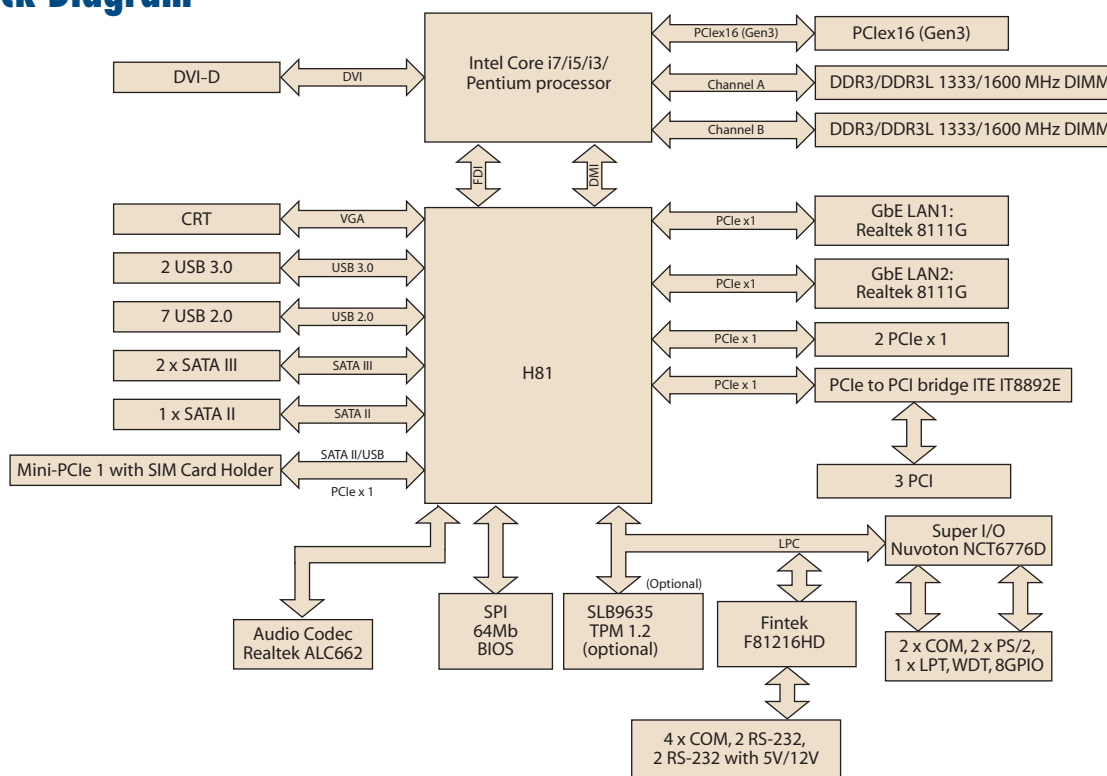 Diagram
Intel Core i7/i5/i3/
Pentium processor
DVI-D
DVI
PCIex16 (Gen3)
PCIex16 (Gen3)
Channel A
DDR3/DDR3L 1333/1600 MHz DIMM
Channel B
DDR3/DDR3L 1333/1600 MHz DIMM
FDI
DMI
H81
CRT
VGA
2 USB 3.0
USB 3.0
7 USB 2.0
USB 2.0
2 x SATA III
SATA III
1 x SATA II
SATA II
Mini-PCIe 1 with SIM Card Holder
SATA II/USB
PCIe x 1
PCIe x1
GbE LAN1:
Realtek 8111G
PCIe x1
GbE LAN2:
Realtek 8111G
PCIe x 1
2 PCIe x 1
PCIe x 1
PCIe to PCI bridge ITE IT8892E
3 PCI
LPC
Super I/O
Nuvoton NCT6776D
Audio Codec
Realtek ALC662
SPI
64Mb
BIOS
(Optional)
SLB9635
TPM 1.2
(optional)
Fintek
F81216HD
2 x COM, 2 x PS/2,
1 x LPT, WDT, 8GPIO
4 x COM, 2 RS-232,
2 RS-232 with 5V/12V